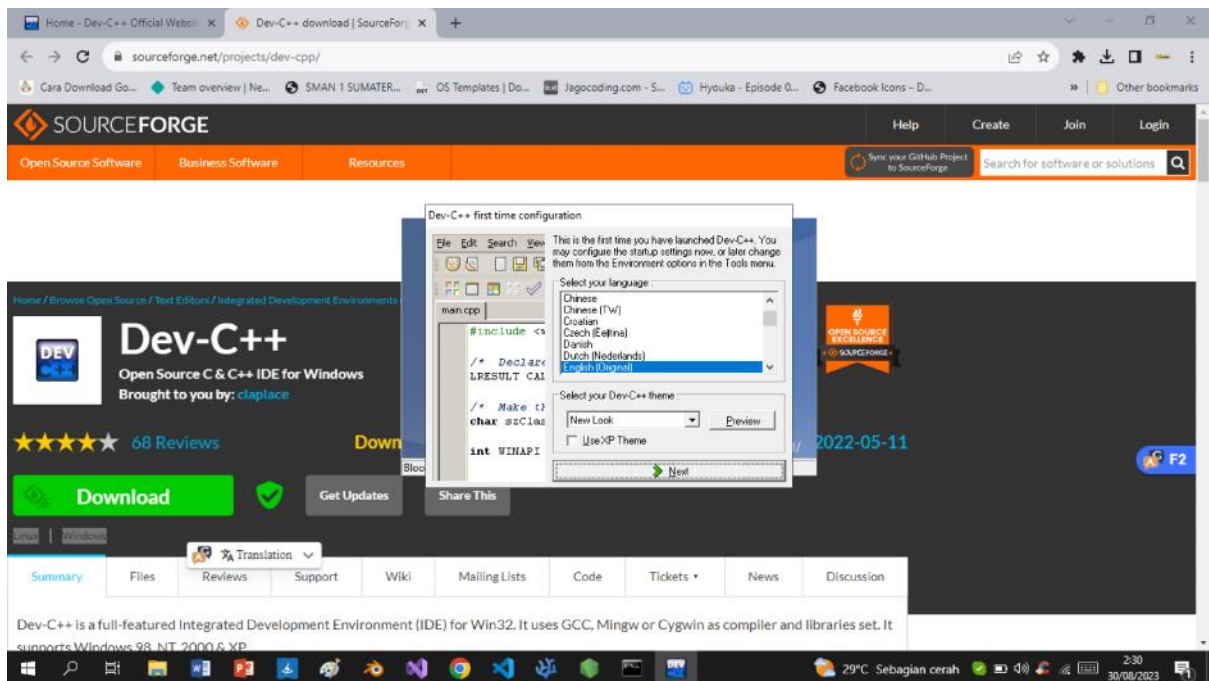 Home - Dev-C++ Official Websit
Dev-C++ download | SourceForg
sourceforge.net/projects/dev-cpp/
Cara Download Go... Team overview | Ne... SMAN 1 SUMATER... OS Templates | Do... Jagocoding.com - S... Hyouka - Episode 0... Facebook Icons – D... » Other bookmarks
SOURCEFORGE
Help Create Join Login
Open Source Software Business Software Resources
Sync your GitHub Project
to SourceForge
Search for software or solutions
Dev-C++ first time configuration
File Edit Search View
main.cpp
#include <w
/* Declare
LRESULT CAL
/* Make th
char szClas
int WINAPI
This is the first time you have launched Dev-C++. You
may configure the startup settings now, or later change
them from the Environment options in the Tools menu.
Select your language :
Chinese
Chinese (TW)
Croatian
Czech
Danish
Dutch (Nederlands)
English (Original)
Select your Dev-C++ theme :
New Look Preview
Use XP Theme
Next
Home / Browse Open Source / Text Editors / Integrated Development Environments
DEV
C++
Dev-C++
Open Source C & C++ IDE for Windows
Brought to you by: claplace
OPEN SOURCE
EXCELLENCE
SOURCEFORGE
68 Reviews Down 2022-05-11
Bloo
F2
Download Get Updates Share This
Linux | Windows
Translation
Summary Files Reviews Support Wiki Mailing Lists Code Tickets News Discussion
Dev-C++ is a full-featured Integrated Development Environment (IDE) for Win32. It uses GCC, Mingw or Cygwin as compiler and libraries set. It
supports Windows 98, NT, 2000 & XP.
29°C Sebagian cerah
2:30
30/08/2023